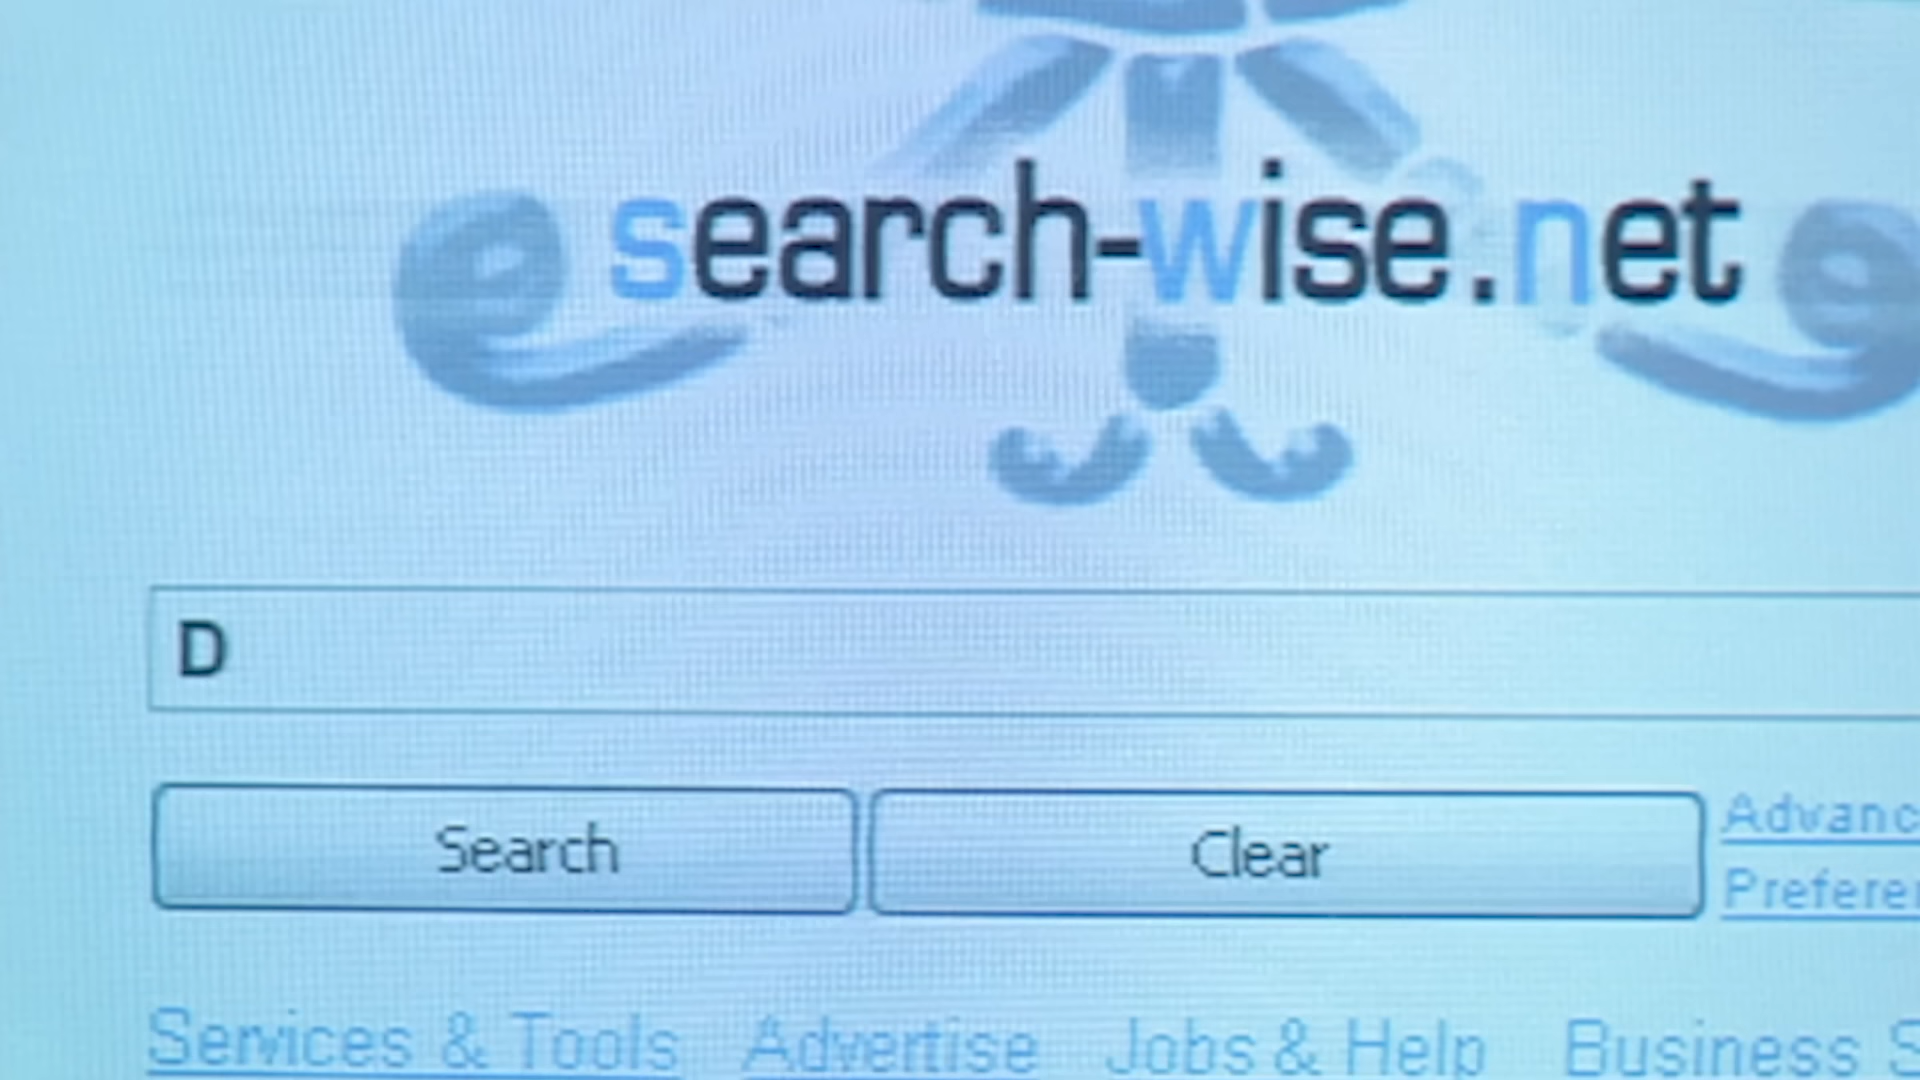 search-wise.net
D
Search Clear
Services & Tools Advertise Jobs & Help Business